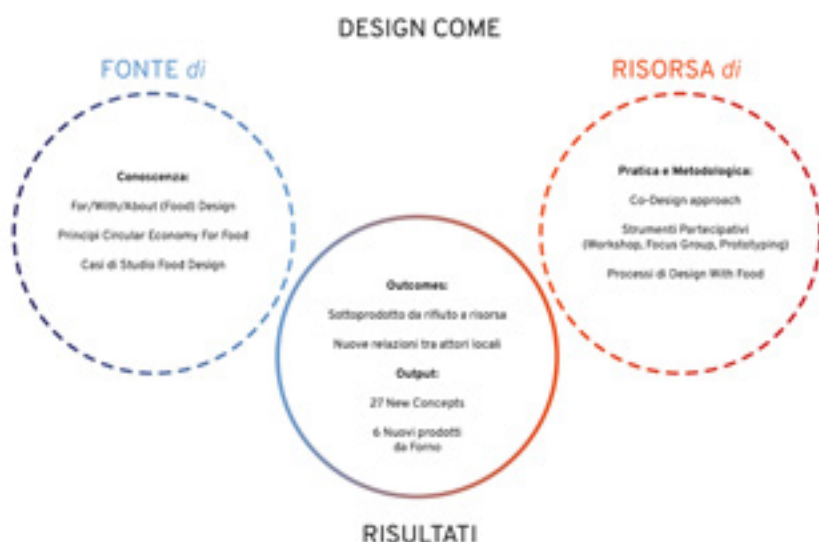 DESIGN COME
FONTE di
Conoscenza:
For/With/About (Food) Design
Principi Circular Economy For Food
Casi di Studio Food Design
RISORSA di
Pratica e Metodologica:
Co-Design approach
Strumenti Partecipativi
(Workshop, Focus Group, Prototyping)
Processi di Design With Food
Outcomes:
Sottoprodotto da rifiuto a risorsa
Nuove relazioni tra attori locali
Output:
27 New Concepts
6 Nuovi prodotti
da Forno
RISULTATI